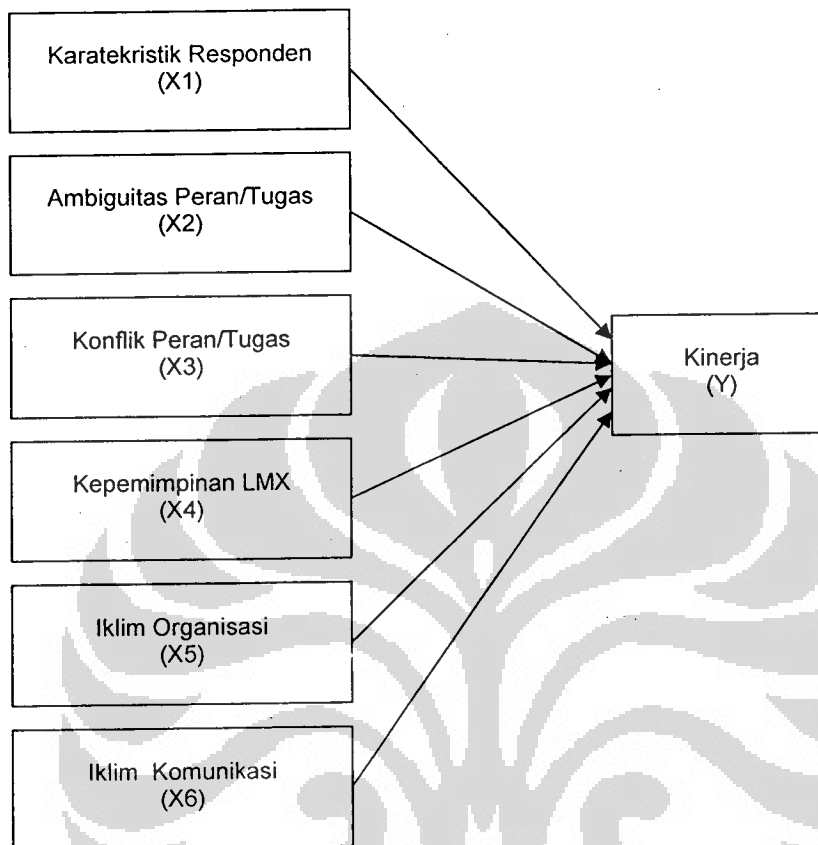 Karatekristik Responden
(X1)
Ambiguitas Peran/Tugas
(X2)
Konflik Peran/Tugas
(X3)
Kepemimpinan LMX
(X4)
Iklim Organisasi
(X5)
Iklim Komunikasi
(X6)
Kinerja
(Y)